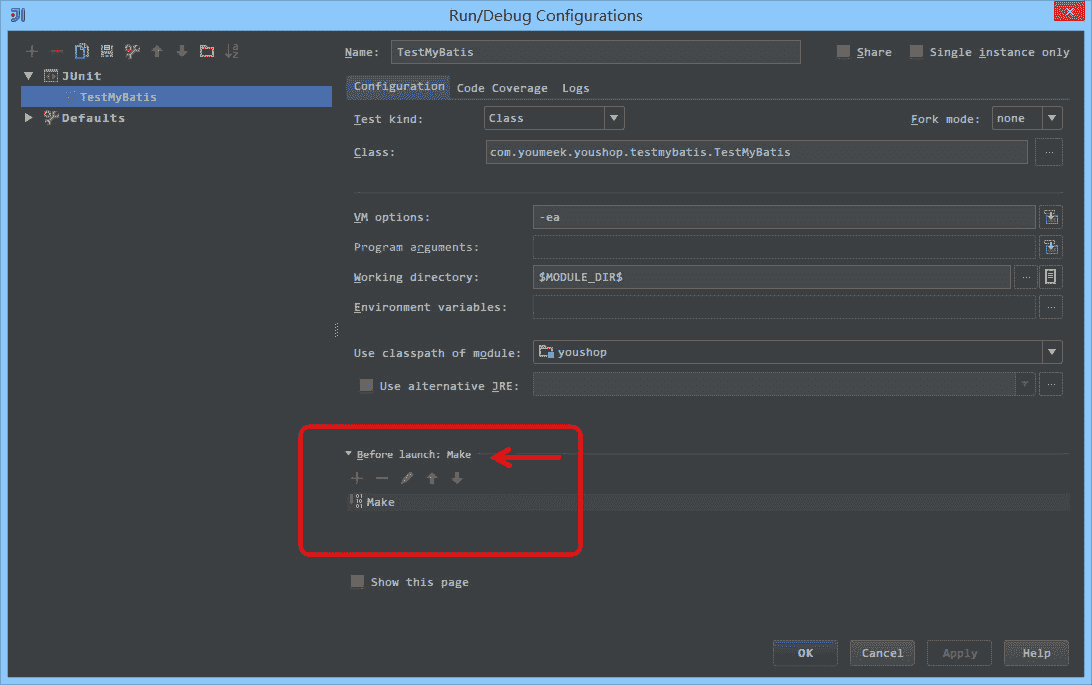 Run/Debug Configurations
Name: TestMyBatis Share Single instance only
JUnit
TestMyBatis
Defaults
Configuration Code Coverage Logs
Test kind: Class Fork mode: none
Class: com.youmeek.youshop.testmybatis.TestMyBatis ...
VM options: -ea
Program arguments:
Working directory: $MODULE_DIR$ ...
Environment variables: ...
Use classpath of module: youshop
Use alternative JRE: ...
Before launch: Make
Make
Show this page
OK Cancel Apply Help